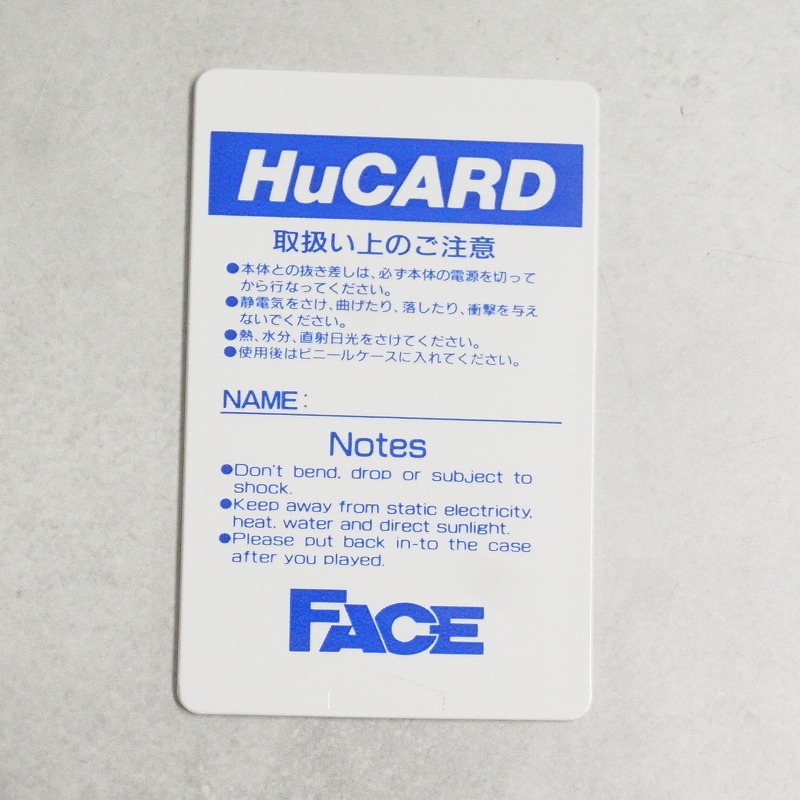 HuCARD
取扱い上のご注意
●本体との抜き差しは、必ず本体の電源を切って
から行なってください。
●静電気をさけ、曲げたり、落したり、衝撃を与え
ないでください。
●熱、水分、直射日光をさけてください。
●使用後はビニールケースに入れてください。
NAME:
Notes
●Don't bend, drop or subject to
shock.
●Keep away from static electricity,
heat, water and direct sunlight.
●Please put back in-to the case
after you played.
FACE